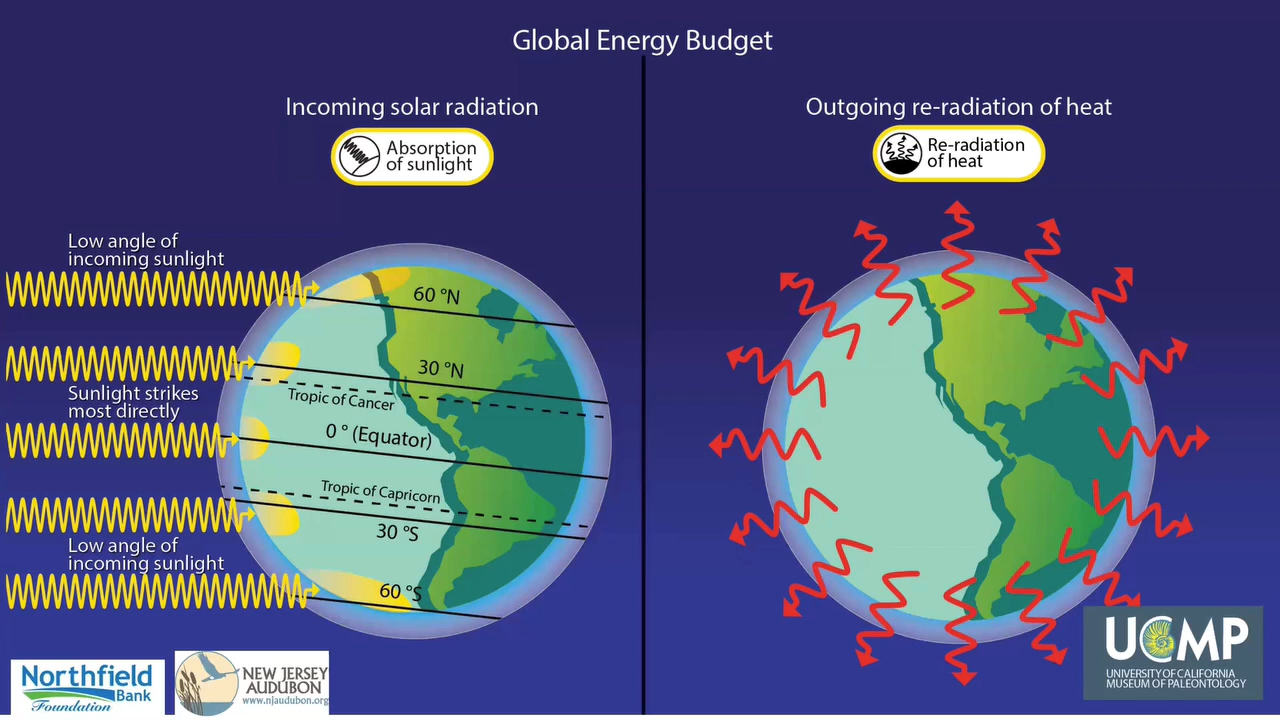 Global Energy Budget
Incoming solar radiation
Absorption
of sunlight
Low angle of
incoming sunlight
Sunlight strikes
most directly
Low angle of
incoming sunlight
60 °N
30 °N
Tropic of Cancer
0 ° (Equator)
Tropic of Capricorn
30 °S
60 °S
Outgoing re-radiation of heat
Re-radiation
of heat
Northfield
Bank
Foundation
NEW JERSEY
AUDUBON
www.njaudubon.org
UCMP
UNIVERSITY OF CALIFORNIA
MUSEUM OF PALEONTOLOGY